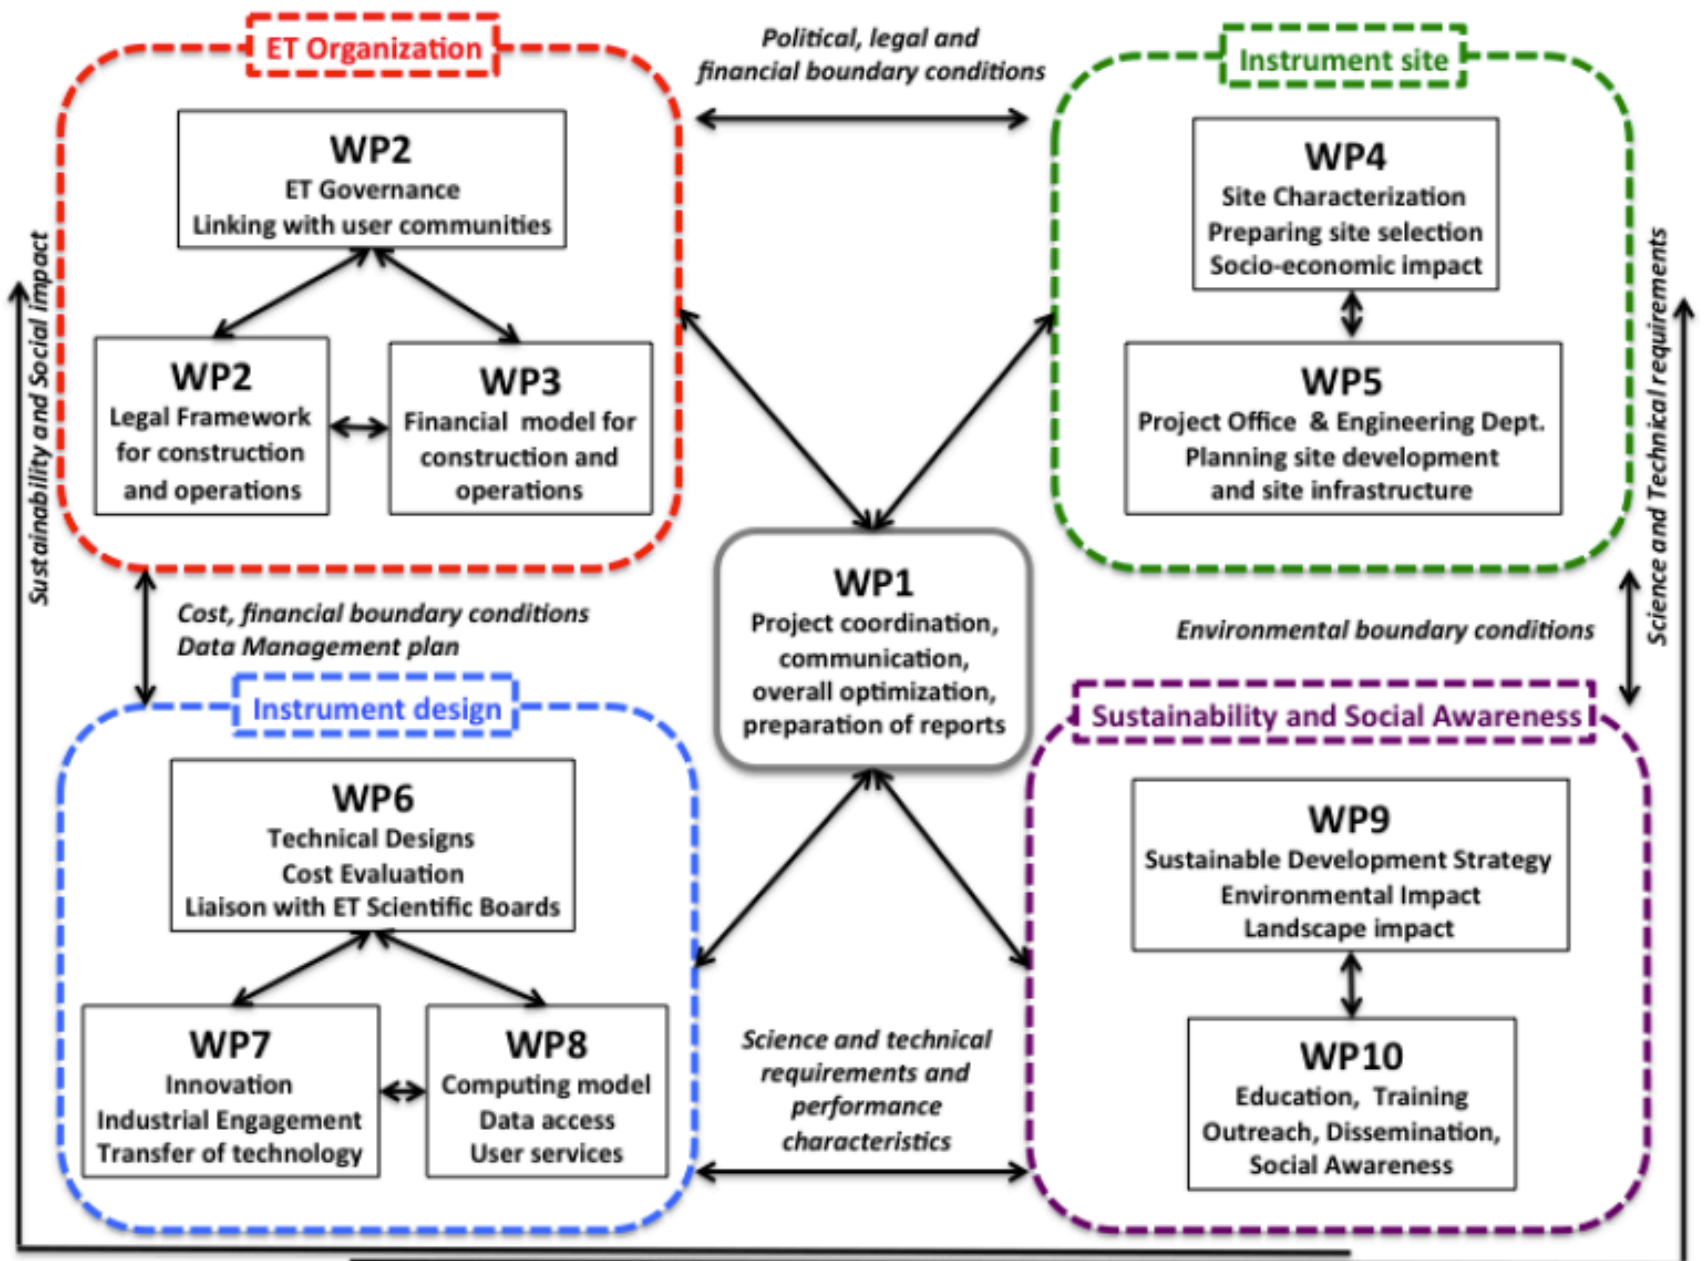 ET Organization
Political, legal and
financial boundary conditions
Instrument site
WP2
ET Governance
Linking with user communities
WP2
Legal Framework
for construction
and operations
WP3
Financial model for
construction and
operations
WP4
Site Characterization
Preparing site selection
Socio-economic impact
WP5
Project Office & Engineering Dept.
Planning site development
and site infrastructure
Sustainability and Social impact
Science and Technical requirements
WP1
Project coordination,
communication,
overall optimization,
preparation of reports
Cost, financial boundary conditions
Data Management plan
Environmental boundary conditions
Instrument design
WP6
Technical Designs
Cost Evaluation
Liaison with ET Scientific Boards
WP7
Innovation
Industrial Engagement
Transfer of technology
WP8
Computing model
Data access
User services
Science and technical
requirements and
performance
characteristics
Sustainability and Social Awareness
WP9
Sustainable Development Strategy
Environmental Impact
Landscape impact
WP10
Education, Training
Outreach, Dissemination,
Social Awareness